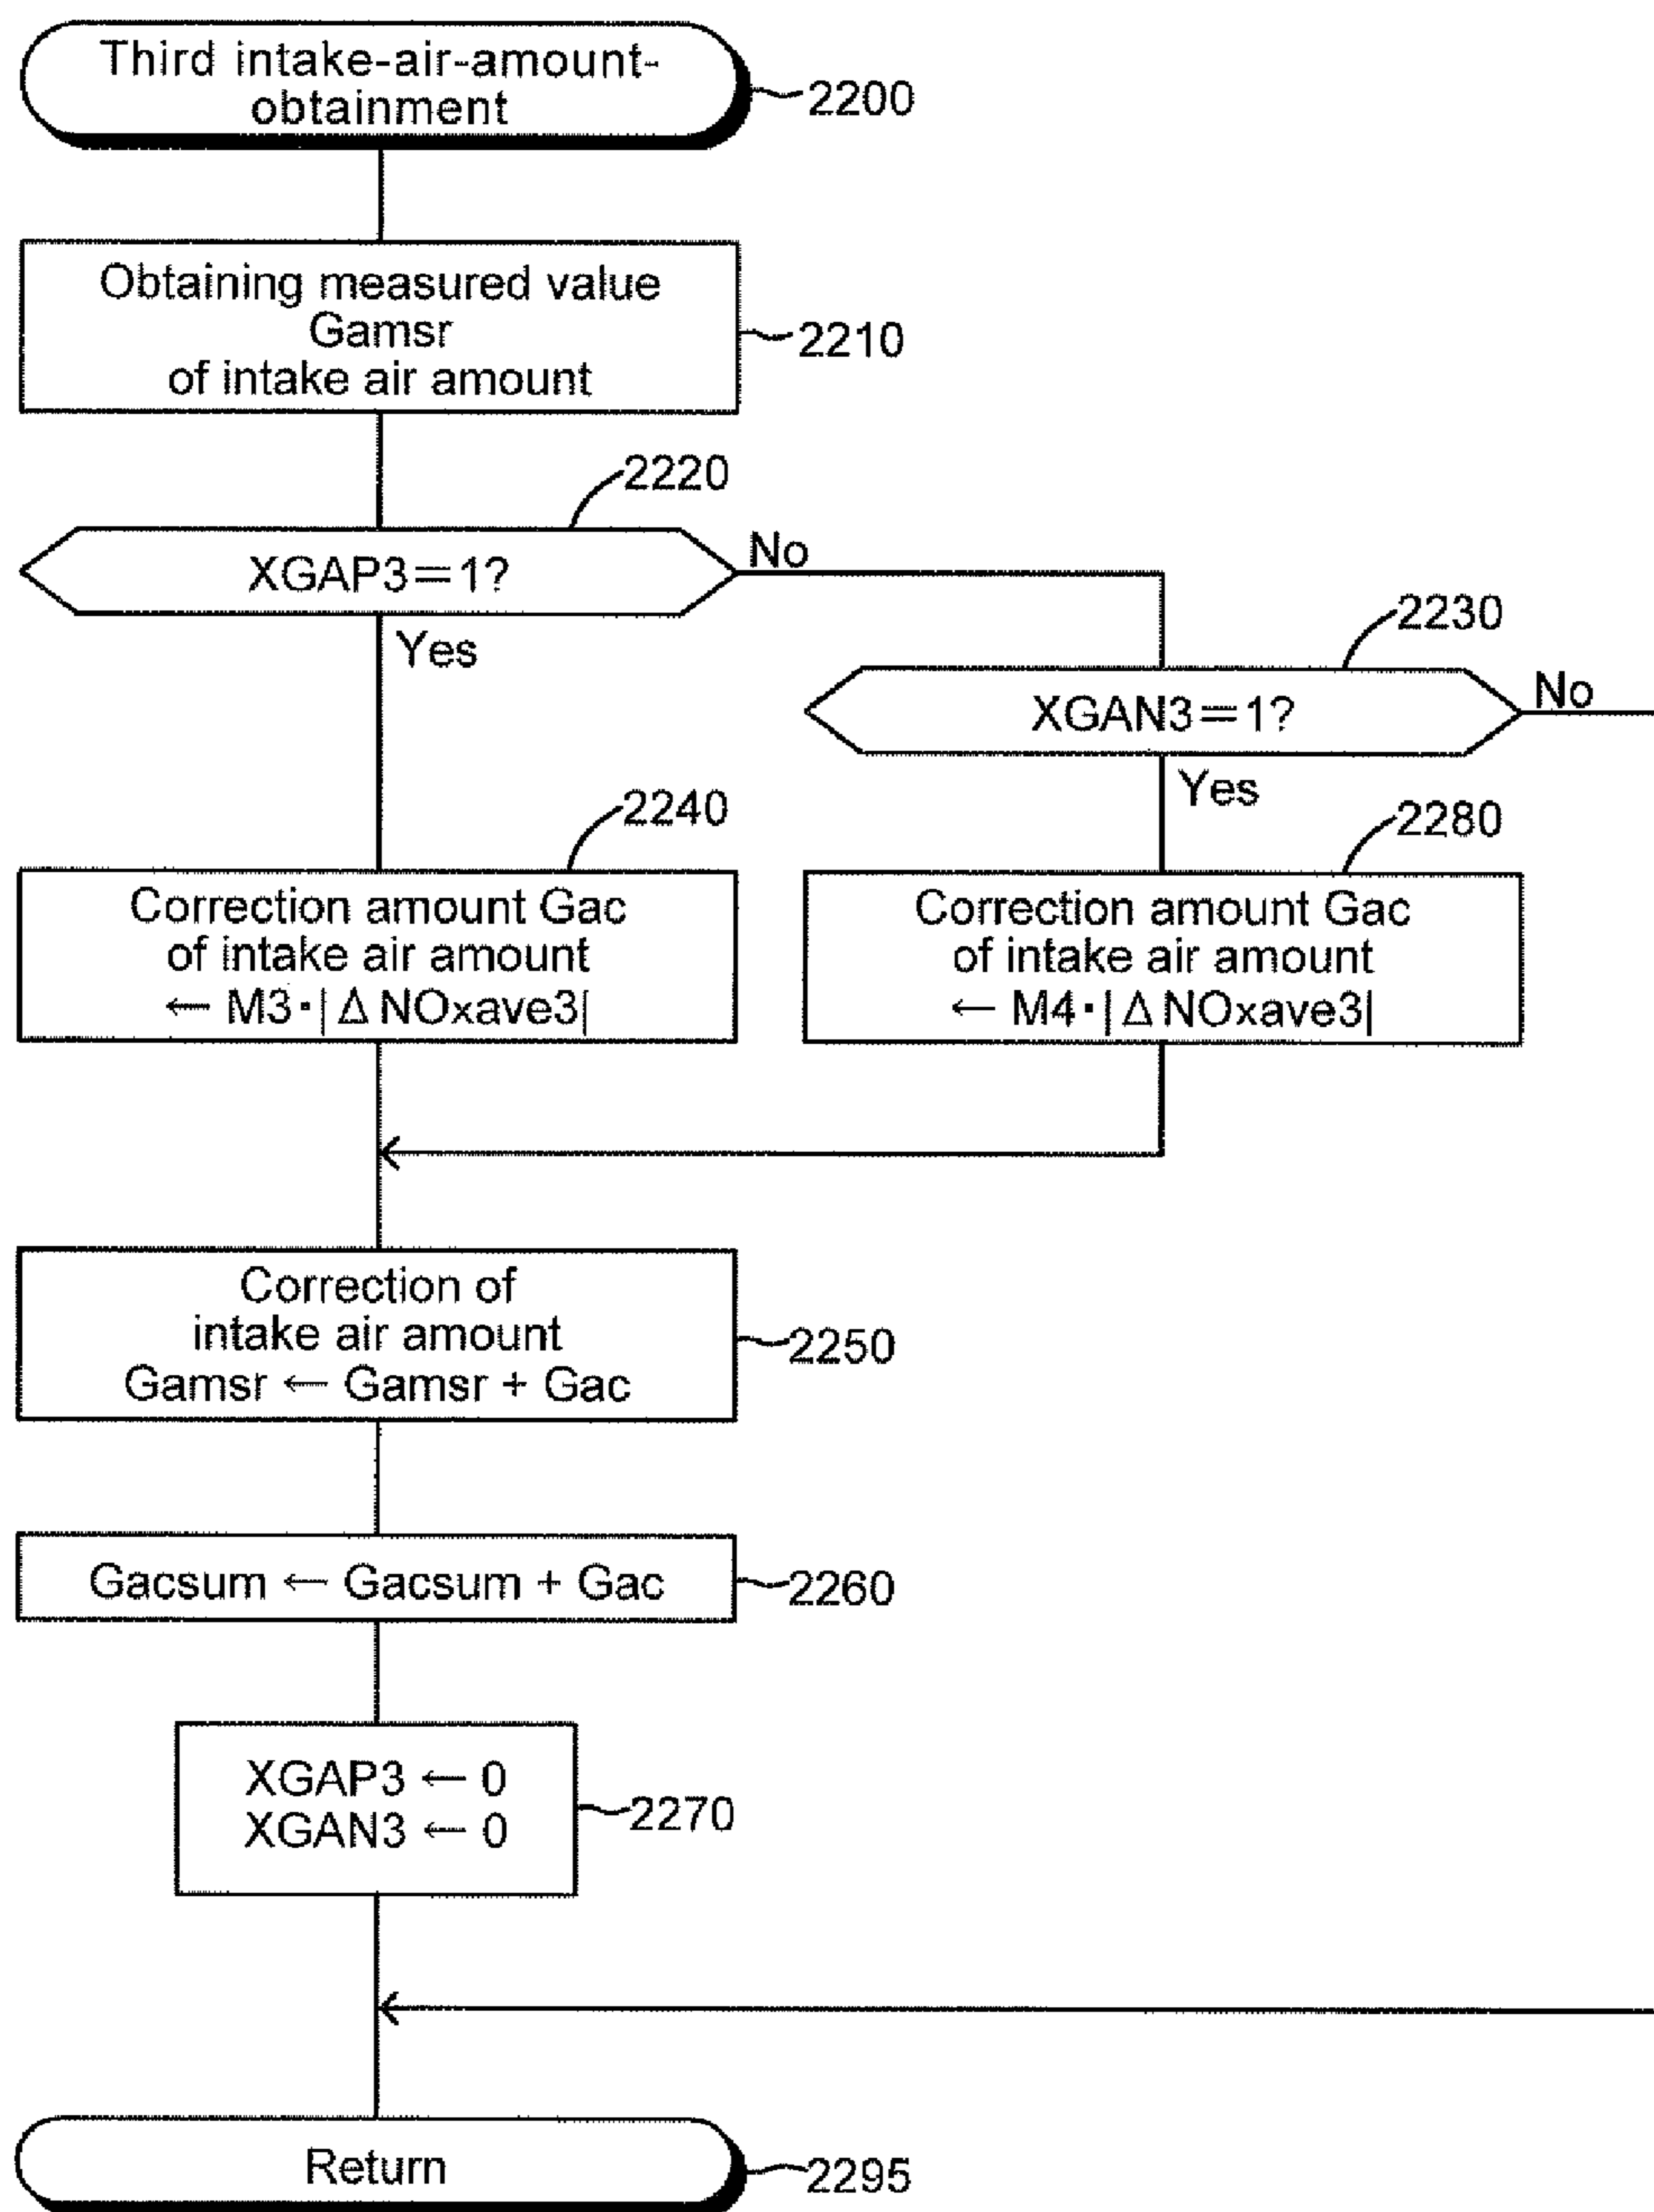 Third intake-air-amount-
obtainment
2200
Obtaining measured value
Gamsr
of intake air amount
2210
2220
XGAP3=1?
No
Yes
2230
XGAN3=1?
No
Yes
2240
Correction amount Gac
of intake air amount
← M3·|ΔNOxave3|
2280
Correction amount Gac
of intake air amount
← M4·|ΔNOxave3|
Correction of
intake air amount
Gamsr ← Gamsr + Gac
2250
Gacsum ← Gacsum + Gac
2260
XGAP3 ← 0
XGAN3 ← 0
2270
Return
2295